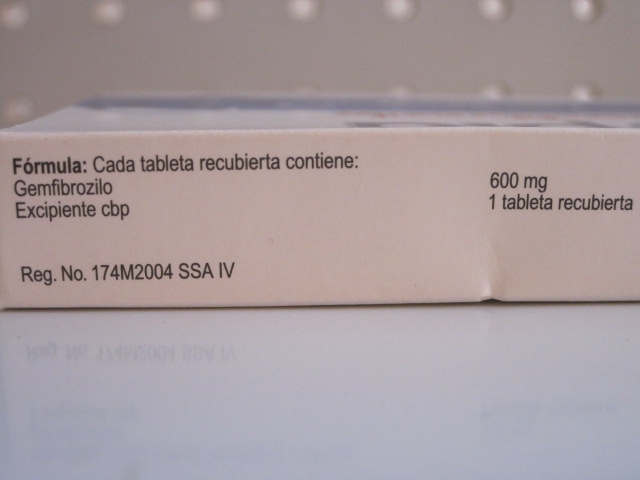 Fórmula: Cada tableta recubierta contiene:
Gemfibrozilo 600 mg
Excipiente cbp 1 tableta recubierta
Reg. No. 174M2004 SSA IV